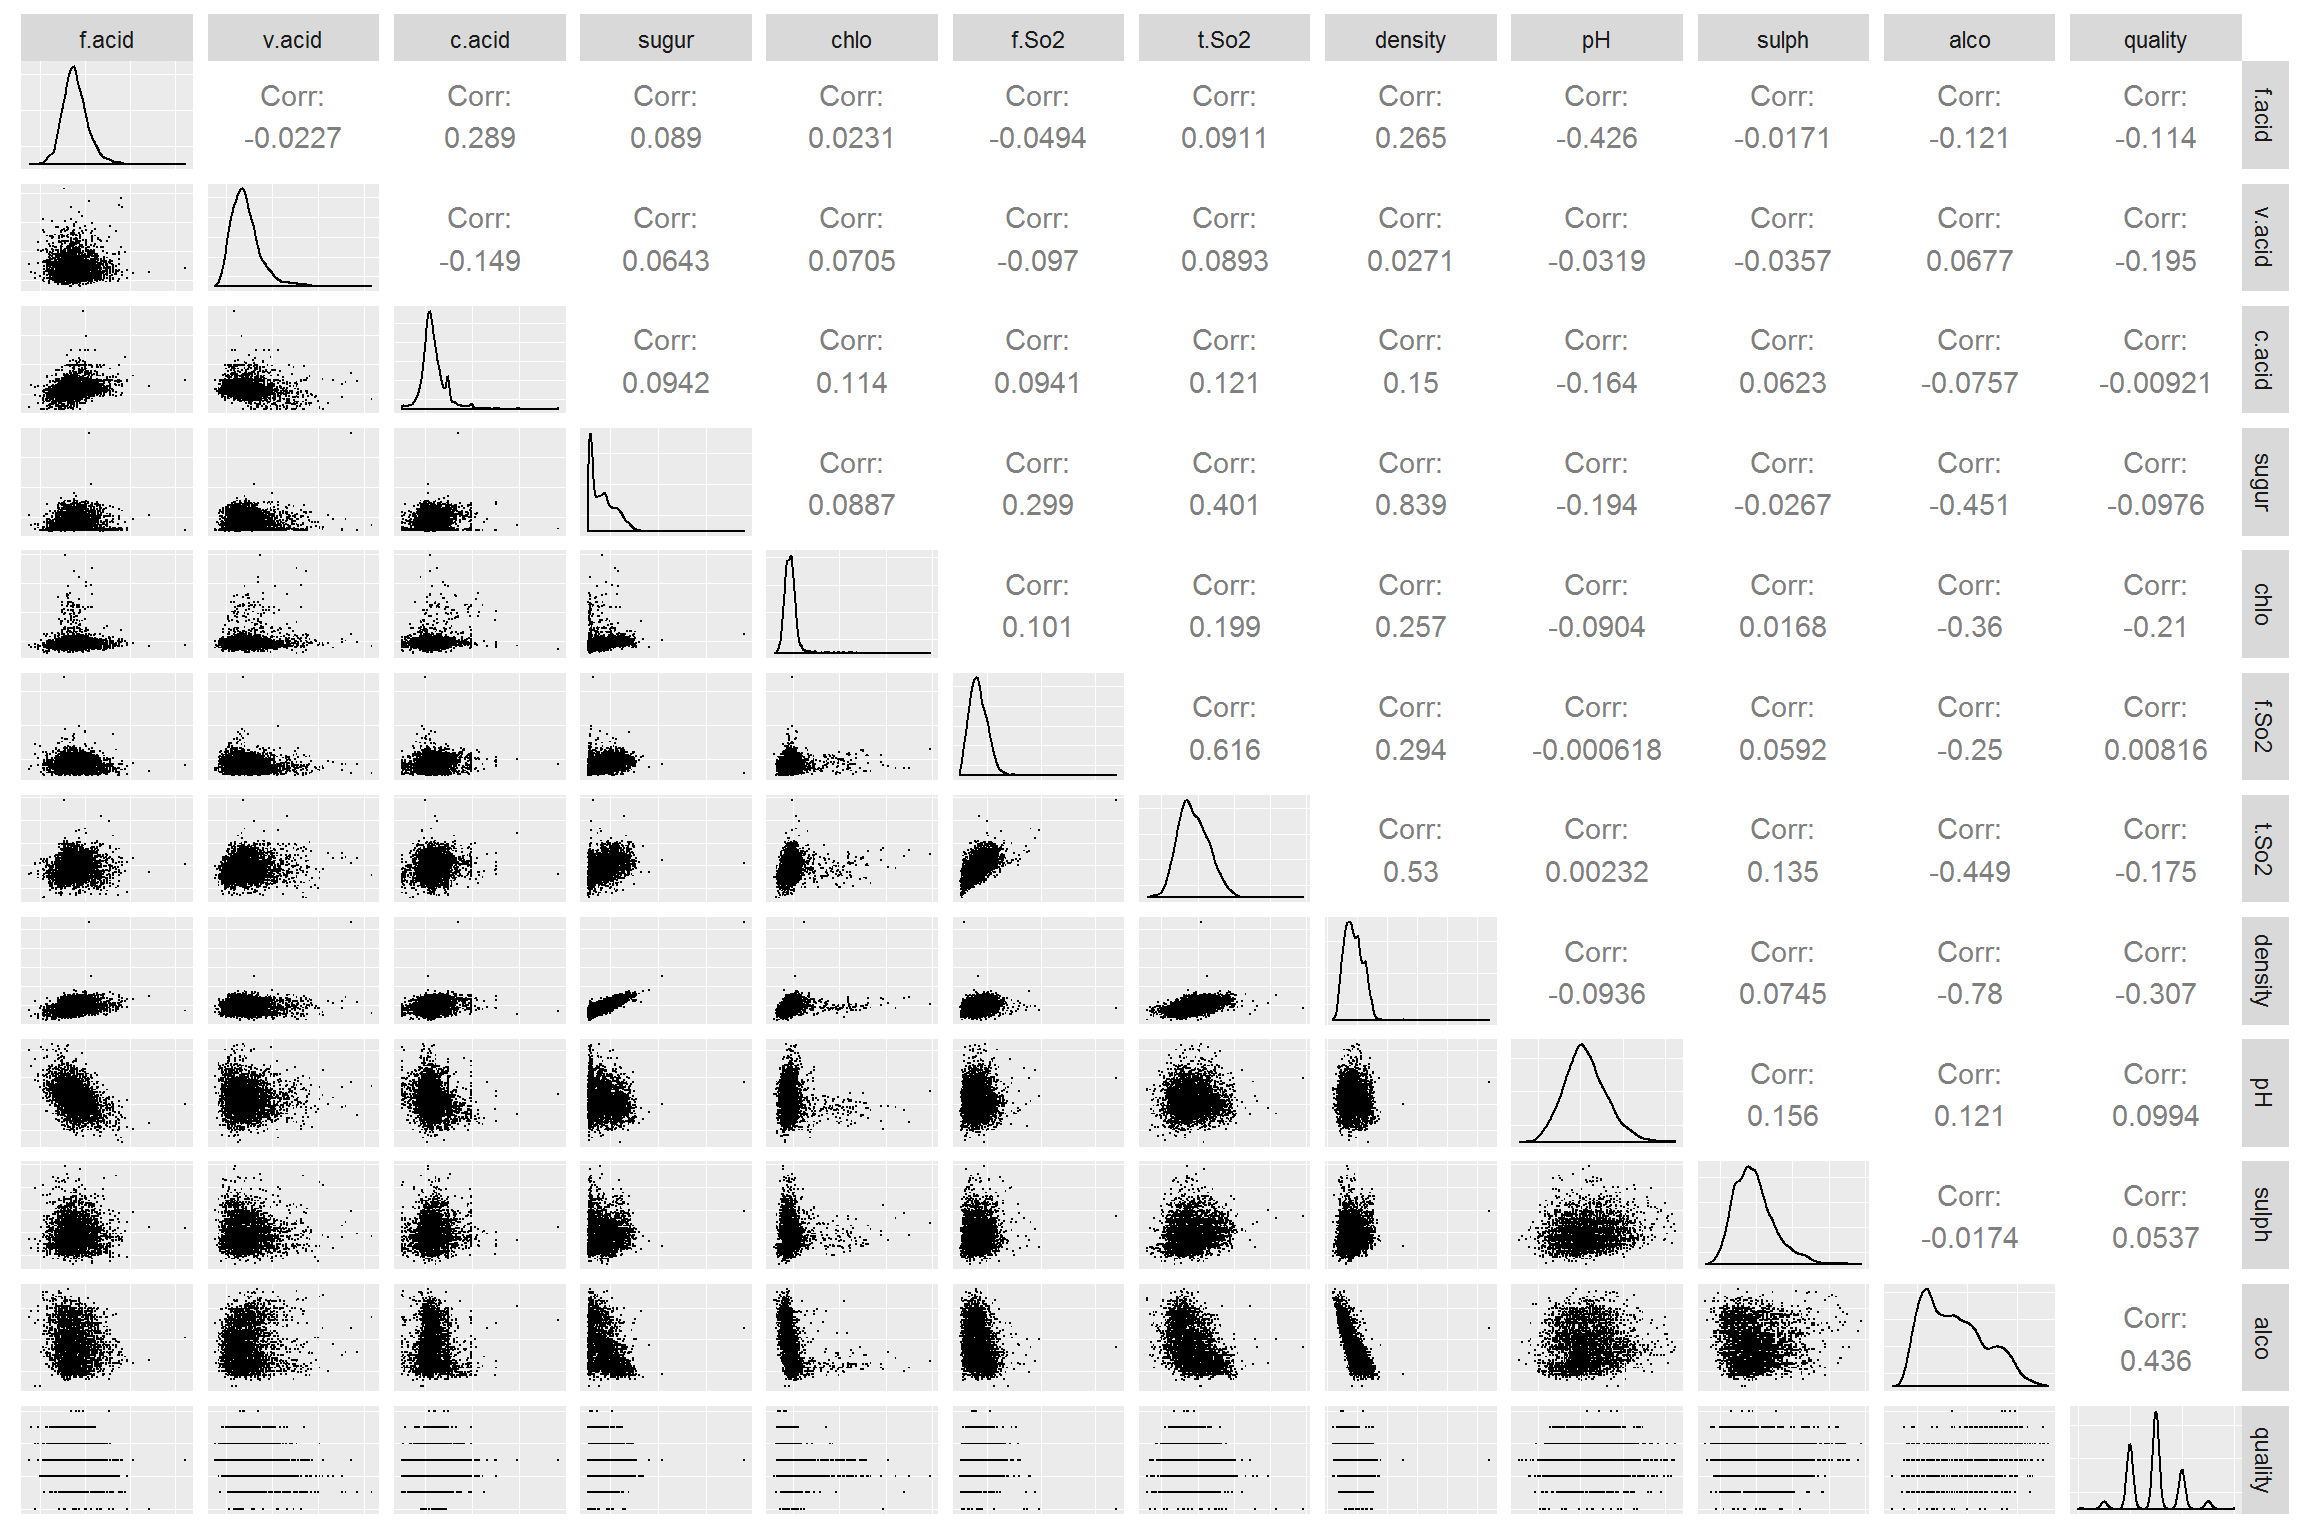 f.acid v.acid c.acid sugur chlo f.So2 t.So2 density pH sulph alco quality
Corr: Corr: Corr: Corr: Corr: Corr: Corr: Corr: Corr: Corr: Corr: f.acid
-0.0227 0.289 0.089 0.0231 -0.0494 0.0911 0.265 -0.426 -0.0171 -0.121 -0.114
Corr: Corr: Corr: Corr: Corr: Corr: Corr: Corr: Corr: Corr: v.acid
-0.149 0.0643 0.0705 -0.097 0.0893 0.0271 -0.0319 -0.0357 0.0677 -0.195
Corr: Corr: Corr: Corr: Corr: Corr: Corr: Corr: Corr: c.acid
0.0942 0.114 0.0941 0.121 0.15 -0.164 0.0623 -0.0757 -0.00921
Corr: Corr: Corr: Corr: Corr: Corr: Corr: Corr: sugur
0.0887 0.299 0.401 0.839 -0.194 -0.0267 -0.451 -0.0976
Corr: Corr: Corr: Corr: Corr: Corr: Corr: chlo
0.101 0.199 0.257 -0.0904 0.0168 -0.36 -0.21
Corr: Corr: Corr: Corr: Corr: Corr: f.So2
0.616 0.294 -0.000618 0.0592 -0.25 0.00816
Corr: Corr: Corr: Corr: Corr: t.So2
0.53 0.00232 0.135 -0.449 -0.175
Corr: Corr: Corr: Corr: density
-0.0936 0.0745 -0.78 -0.307
Corr: Corr: Corr: pH
0.156 0.121 0.0994
Corr: Corr: sulph
-0.0174 0.0537
Corr: alco
0.436
quality